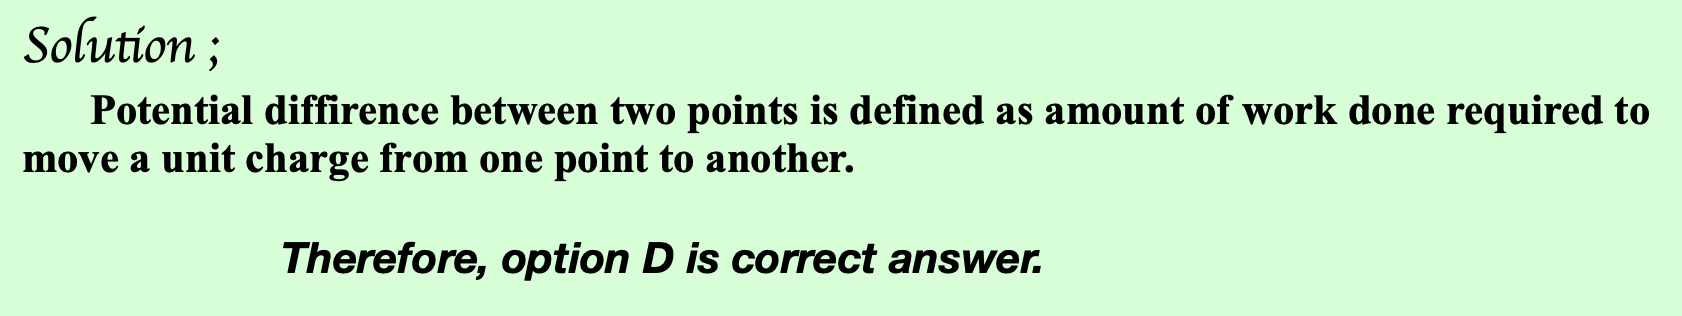 Solution ;
Potential diffirence between two points is defined as amount of work done required to
move a unit charge from one point to another.
Therefore, option D is correct answer.